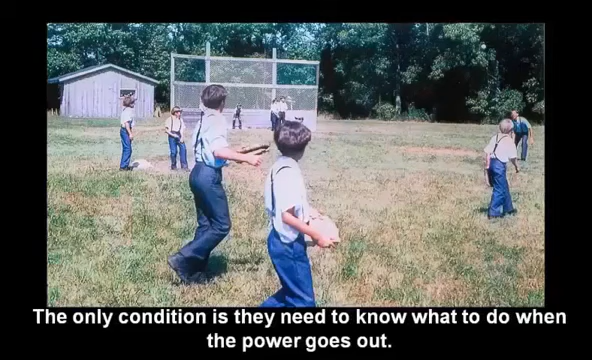 The only condition is they need to know what to do when
the power goes out.